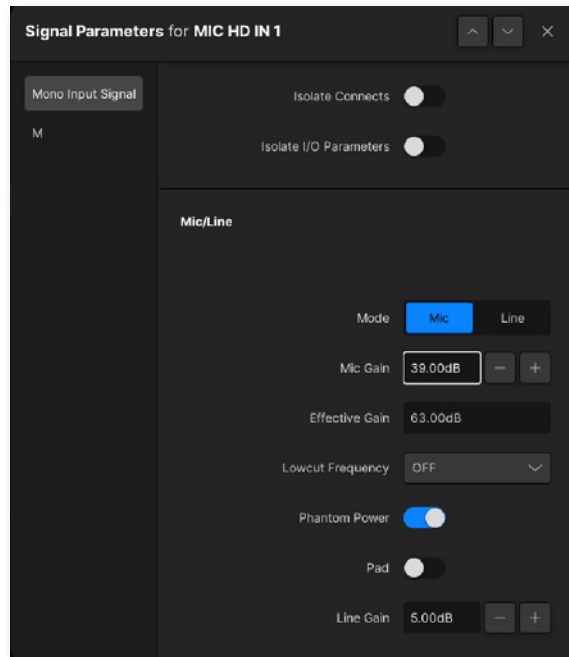 Signal Parameters for MIC HD IN 1
Mono Input Signal
M
Isolate Connects
Isolate I/O Parameters
Mic/Line
Mode Mic Line
Mic Gain 39.00dB − +
Effective Gain 63.00dB
Lowcut Frequency OFF
Phantom Power
Pad
Line Gain 5.00dB − +